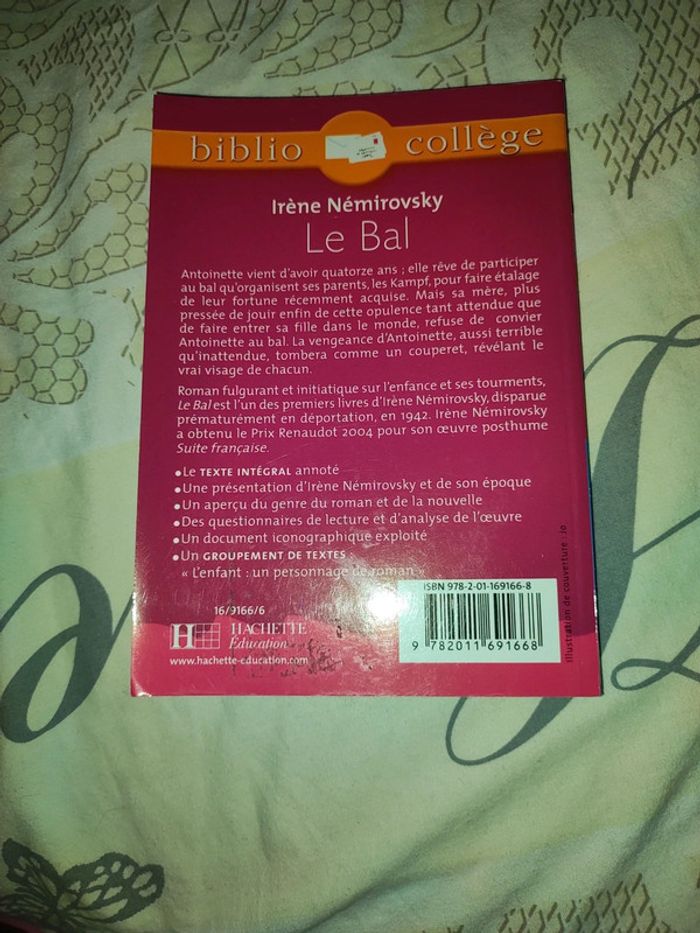 biblio collège
Irène Némirovsky
Le Bal
Antoinette vient d'avoir quatorze ans ; elle rêve de participer
au bal qu'organisent ses parents, les Kampf, pour faire étalage
de leur fortune récemment acquise. Mais sa mère, plus
pressée de jouir enfin de cette opulence tant attendue que
de faire entrer sa fille dans le monde, refuse de convier
Antoinette au bal. La vengeance d'Antoinette, aussi terrible
qu'inattendue, tombera comme un couperet, révélant le
vrai visage de chacun.
Roman fulgurant et initiatique sur l'enfance et ses tourments,
Le Bal est l'un des premiers livres d'Irène Némirovsky, disparue
prématurément en déportation, en 1942. Irène Némirovsky
a obtenu le Prix Renaudot 2004 pour son œuvre posthume
Suite française.
• Le TEXTE INTÉGRAL annoté
• Une présentation d'Irène Némirovsky et de son époque
• Un aperçu du genre du roman et de la nouvelle
• Des questionnaires de lecture et d'analyse de l'œuvre
• Un document iconographique exploité
• Un GROUPEMENT DE TEXTES
« L'enfant : un personnage de roman »
16/9166/6
H HACHETTE
Éducation
www.hachette-education.com
ISBN 978-2-01-169166-8
9 782011 691668
Illustration de couverture : Jo